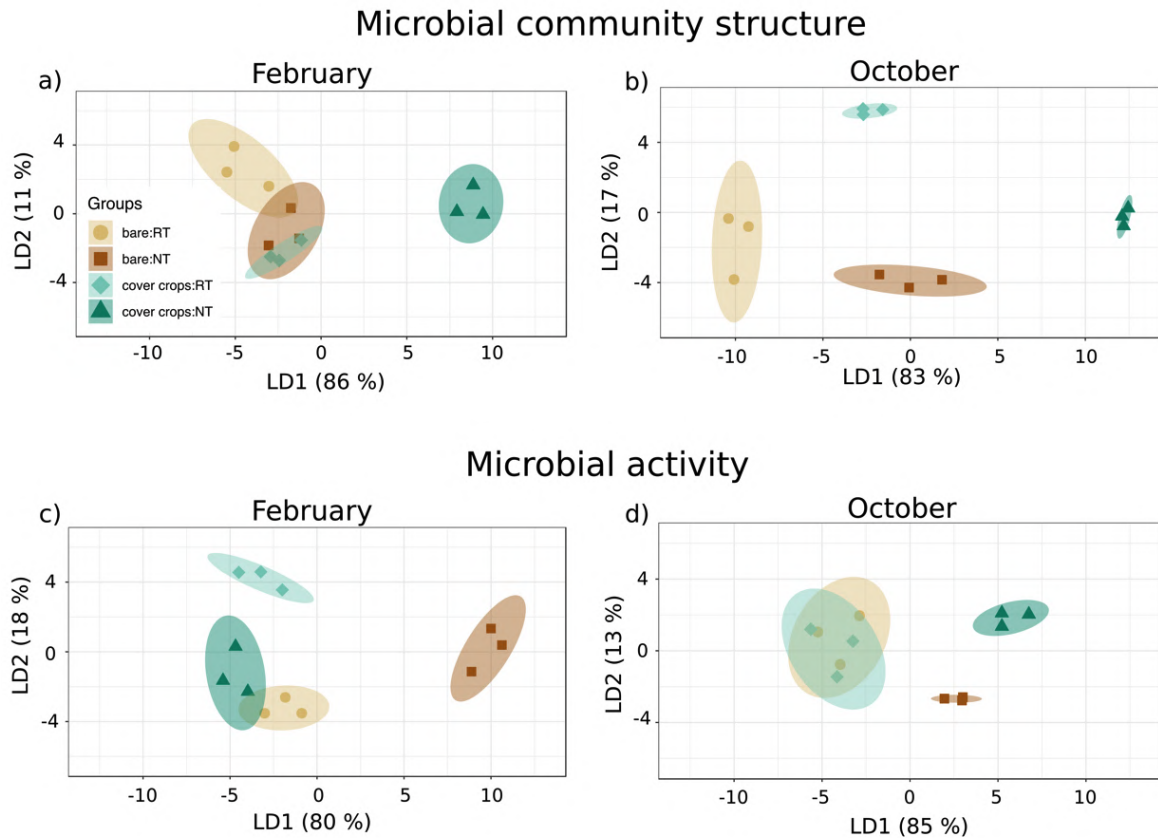 Microbial community structure
a)
February
4
0
-4
LD2 (11 %)
Groups
bare:RT
bare:NT
cover crops:RT
cover crops:NT
-10
-5
0
5
10
LD1 (86 %)
b)
October
4
0
-4
LD2 (17 %)
-10
-5
0
5
10
LD1 (83 %)
Microbial activity
c)
February
4
0
-4
LD2 (18 %)
-10
-5
0
5
10
LD1 (80 %)
d)
October
4
0
-4
LD2 (13 %)
-10
-5
0
5
10
LD1 (85 %)